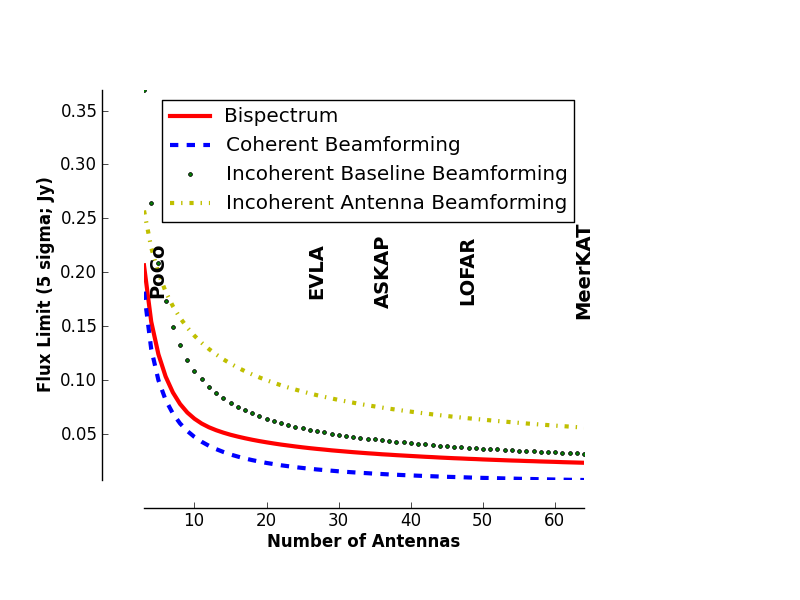 0.35
0.30
0.25
0.20
0.15
0.10
0.05
Flux Limit (5 sigma; Jy)
Bispectrum
Coherent Beamforming
Incoherent Baseline Beamforming
Incoherent Antenna Beamforming
PoCo
EVLA
ASKAP
LOFAR
MeerKAT
10 20 30 40 50 60
Number of Antennas